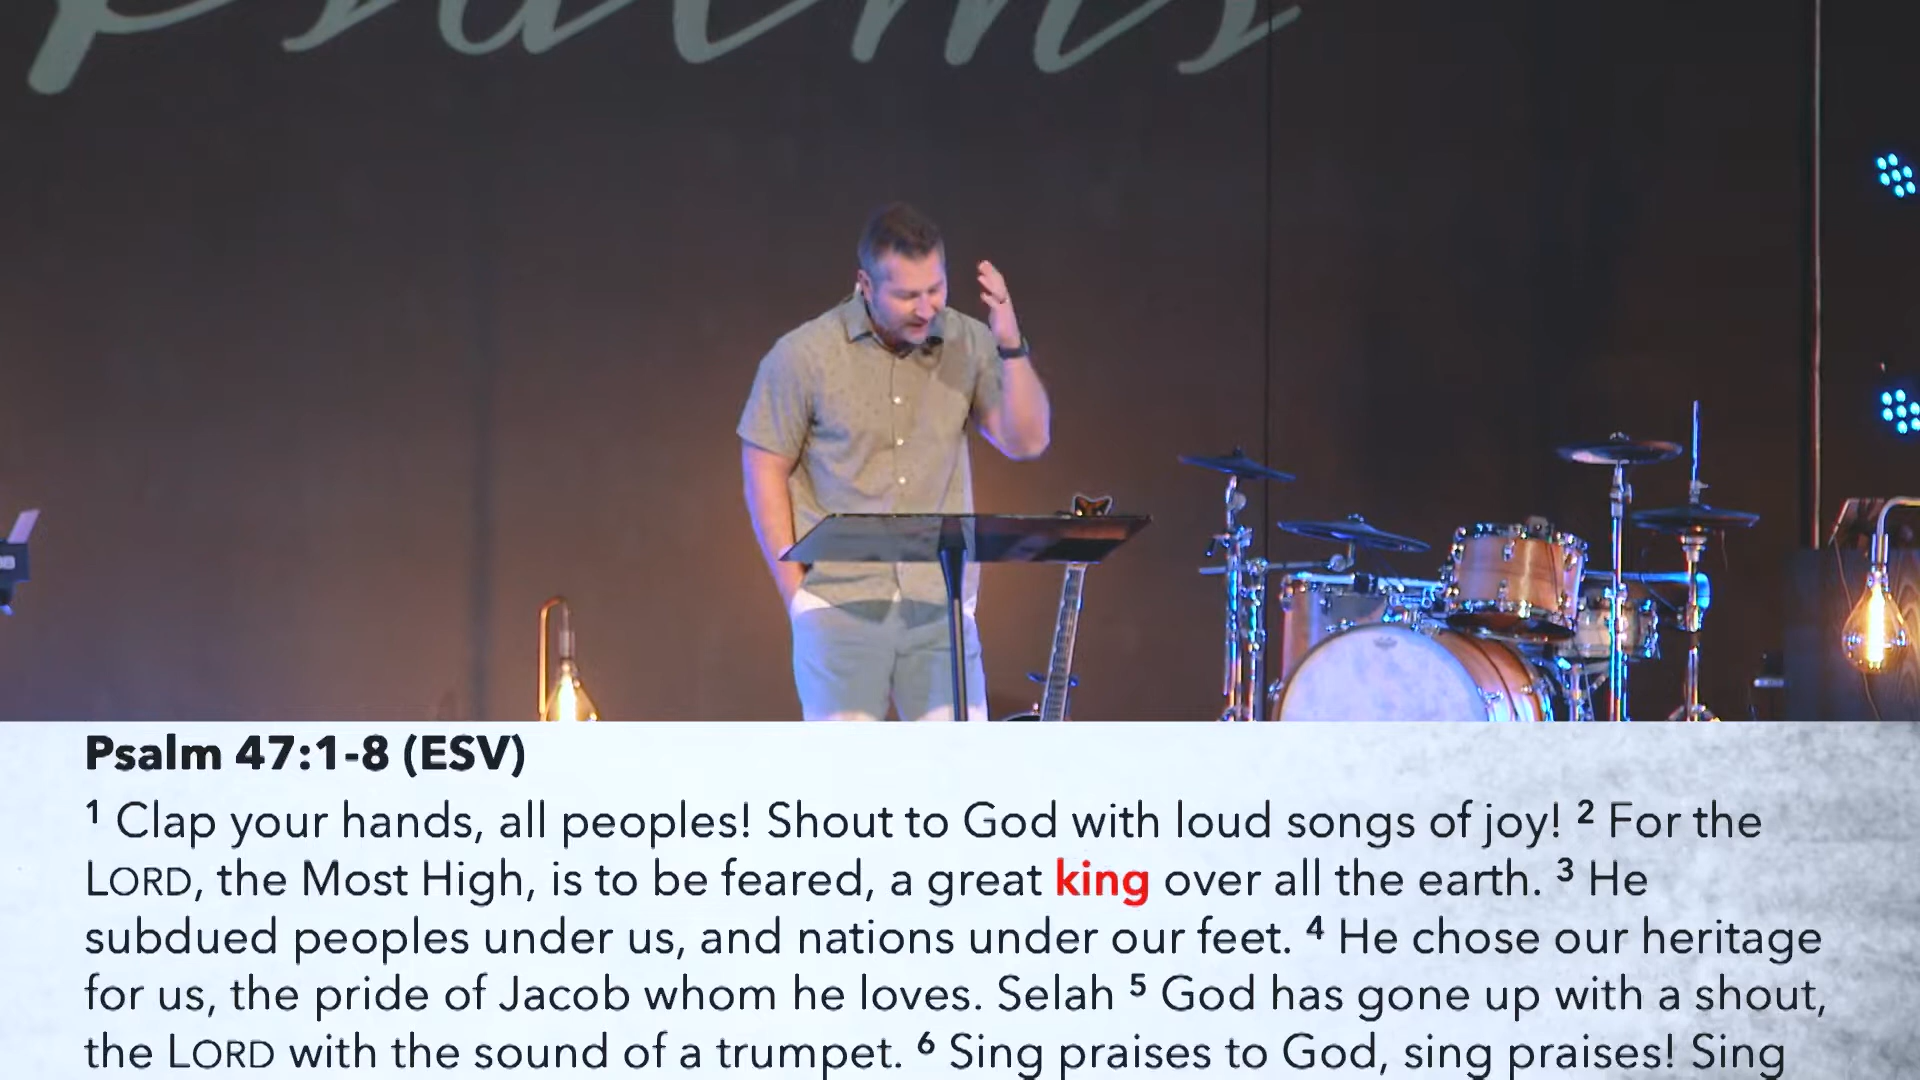 Psalms
Psalm 47:1-8 (ESV)
1 Clap your hands, all peoples! Shout to God with loud songs of joy! 2 For the
LORD, the Most High, is to be feared, a great king over all the earth. 3 He
subdued peoples under us, and nations under our feet. 4 He chose our heritage
for us, the pride of Jacob whom he loves. Selah 5 God has gone up with a shout,
the LORD with the sound of a trumpet. 6 Sing praises to God, sing praises! Sing